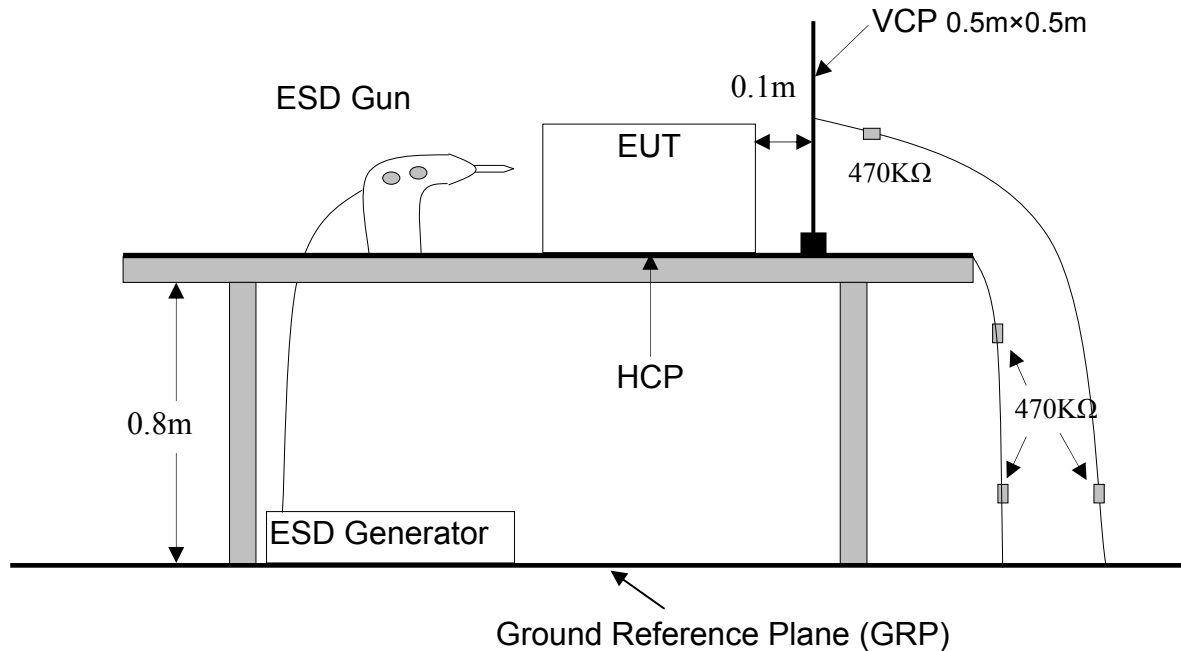 VCP 0.5m×0.5m
0.1m
ESD Gun
EUT
470KΩ
HCP
470KΩ
0.8m
ESD Generator
Ground Reference Plane (GRP)